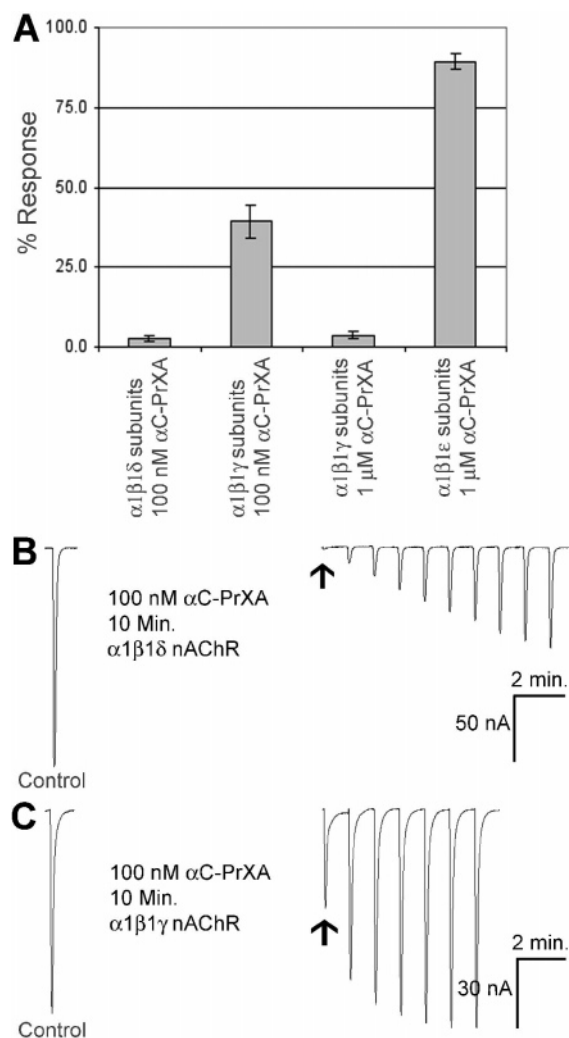 A
% Response
100.0
75.0
50.0
25.0
0.0
α1β1δ subunits
100 nM αC-PrXA
α1β1γ subunits
100 nM αC-PrXA
α1β1γ subunits
1 μM αC-PrXA
α1β1ε subunits
1 μM αC-PrXA
B
100 nM αC-PrXA
10 Min.
α1β1δ nAChR
Control
2 min.
50 nA
C
100 nM αC-PrXA
10 Min.
α1β1γ nAChR
Control
2 min.
30 nA